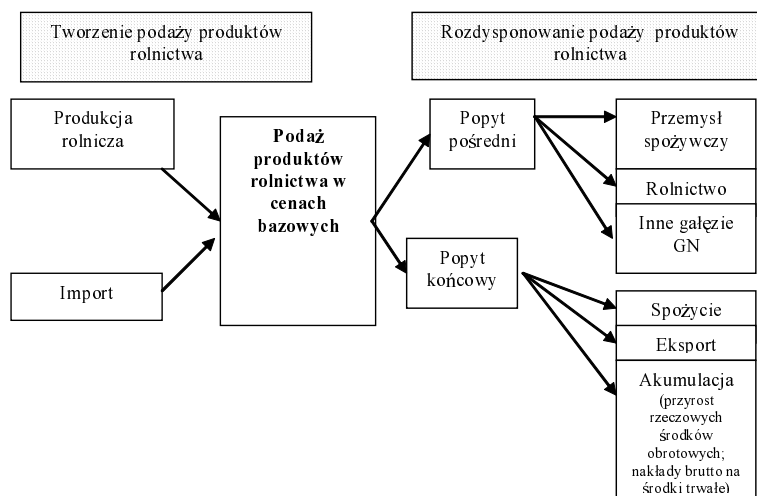 Tworzenie podaży produktów
rolnictwa
Rozdysponowanie podaży produktów
rolnictwa
Produkcja
rolnicza
Import
Podaż
produktów
rolnictwa w
cenach
bazowych
Popyt
pośredni
Popyt
końcowy
Przemysł
spożywczy
Rolnictwo
Inne gałęzie
GN
Spożycie
Eksport
Akumulacja
(przyrost
rzeczowych
środków
obrotowych;
nakłady brutto na
środki trwałe)